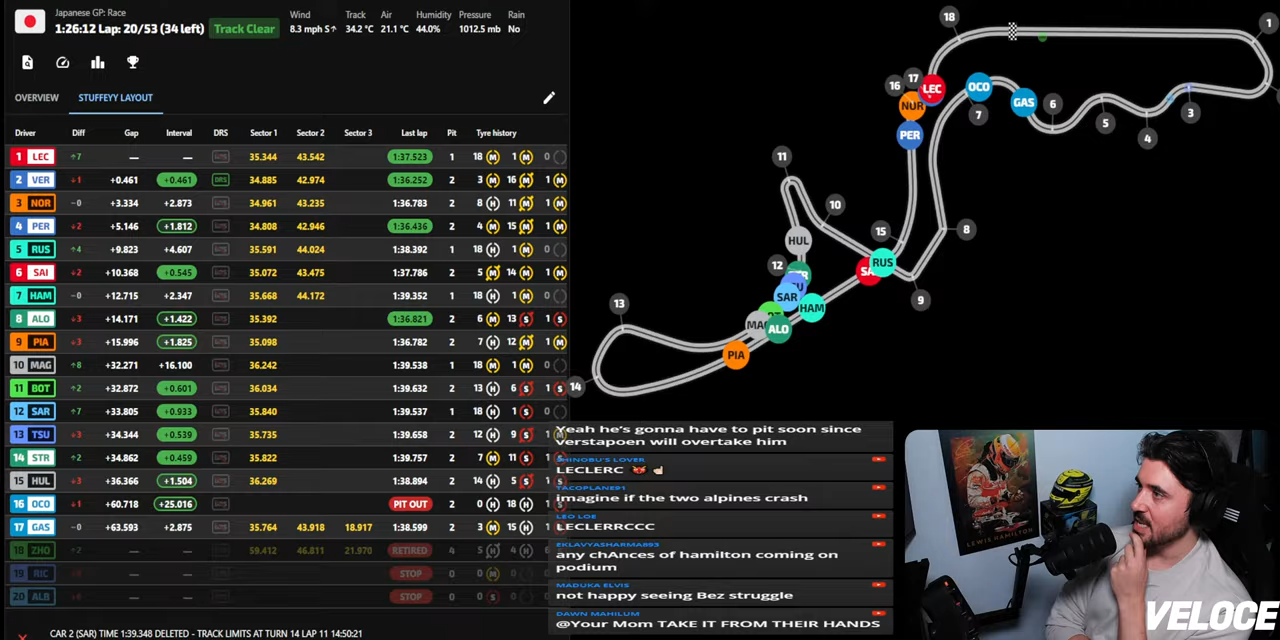 Japanese GP: Race
1:26:12 Lap: 20/53 (34 left)
Track Clear
Wind
8.3 mph S↑
Track
34.2 °C
Air
21.1 °C
Humidity
44.0%
Pressure
1012.5 mb
Rain
No
OVERVIEW STUFFEYY LAYOUT
Driver Diff Gap Interval DRS Sector 1 Sector 2 Sector 3 Last lap Pit Tyre history
1 LEC ↑7 — — 35.344 43.542 1:37.523 1 18 M 1 M 0
2 VER ↓1 +0.461 +0.461 DRS 34.885 42.974 1:36.252 2 3 M 16 M 1 M
3 NOR −0 +3.334 +2.873 34.961 43.235 1:36.783 2 8 H 11 M 1 M
4 PER ↓2 +5.146 +1.812 34.808 42.946 1:36.436 2 4 M 15 M 1 M
5 RUS ↑4 +9.823 +4.607 35.591 44.024 1:38.392 1 18 H 1 M 0
6 SAI ↓2 +10.368 +0.545 35.072 43.475 1:37.786 2 5 M 14 M 1 M
7 HAM −0 +12.715 +2.347 35.668 44.172 1:39.352 1 18 H 1 M 0
8 ALO ↓3 +14.171 +1.422 35.392 1:36.821 2 6 M 13 S 1 S
9 PIA ↓3 +15.996 +1.825 35.098 1:36.782 2 7 H 12 M 1 M
10 MAG ↑8 +32.271 +16.100 36.242 1:39.538 1 18 M 1 M 0
11 BOT ↑2 +32.872 +0.601 36.034 1:39.632 2 13 H 6 S 1 S
12 SAR ↑7 +33.805 +0.933 35.840 1:39.537 1 18 H 1 S 0
13 TSU ↓3 +34.344 +0.539 35.735 1:39.658 2 12 H 9 S 1
14 STR ↑2 +34.862 +0.459 35.822 1:39.757 2 7 M 11 S 1 S
15 HUL ↓3 +36.366 +1.504 36.269 1:38.894 2 14 H 5 S 1
16 OCO ↓1 +60.718 +25.016 PIT OUT 2 0 H 18 H 1
17 GAS −0 +63.593 +2.875 35.764 43.918 18.917 1:38.599 2 3 M 15 H 1
18 ZHO ↑2 — — 59.412 46.811 21.970 RETIRED 4 5 H 4 H
19 RIC — — STOP 0 0 M
20 ALB — — STOP 0 0 S
CAR 2 (SAR) TIME 1:39.348 DELETED - TRACK LIMITS AT TURN 14 LAP 11 14:50:21
18
1
17
16
LEC
NUR
OCO
GAS
6
7
5
4
3
PER
11
10
15
8
HUL
12
RUS
9
SAR
HAM
13
ALO
PIA
14
Yeah he's gonna have to pit soon since
verstapoen will overtake him
SHINOBU'S LOVER
LECLERC
TACOPLANE91
imagine if the two alpines crash
LEO LOE
LECLERRCCC
EKLAVYASHARMA893
any chAnces of hamilton coming on
podium
MADUKA ELVIS
not happy seeing Bez struggle
DAWN MAHILUM
@Your Mom TAKE IT FROM THEIR HANDS
LEWIS HAMILTON
VELOCE